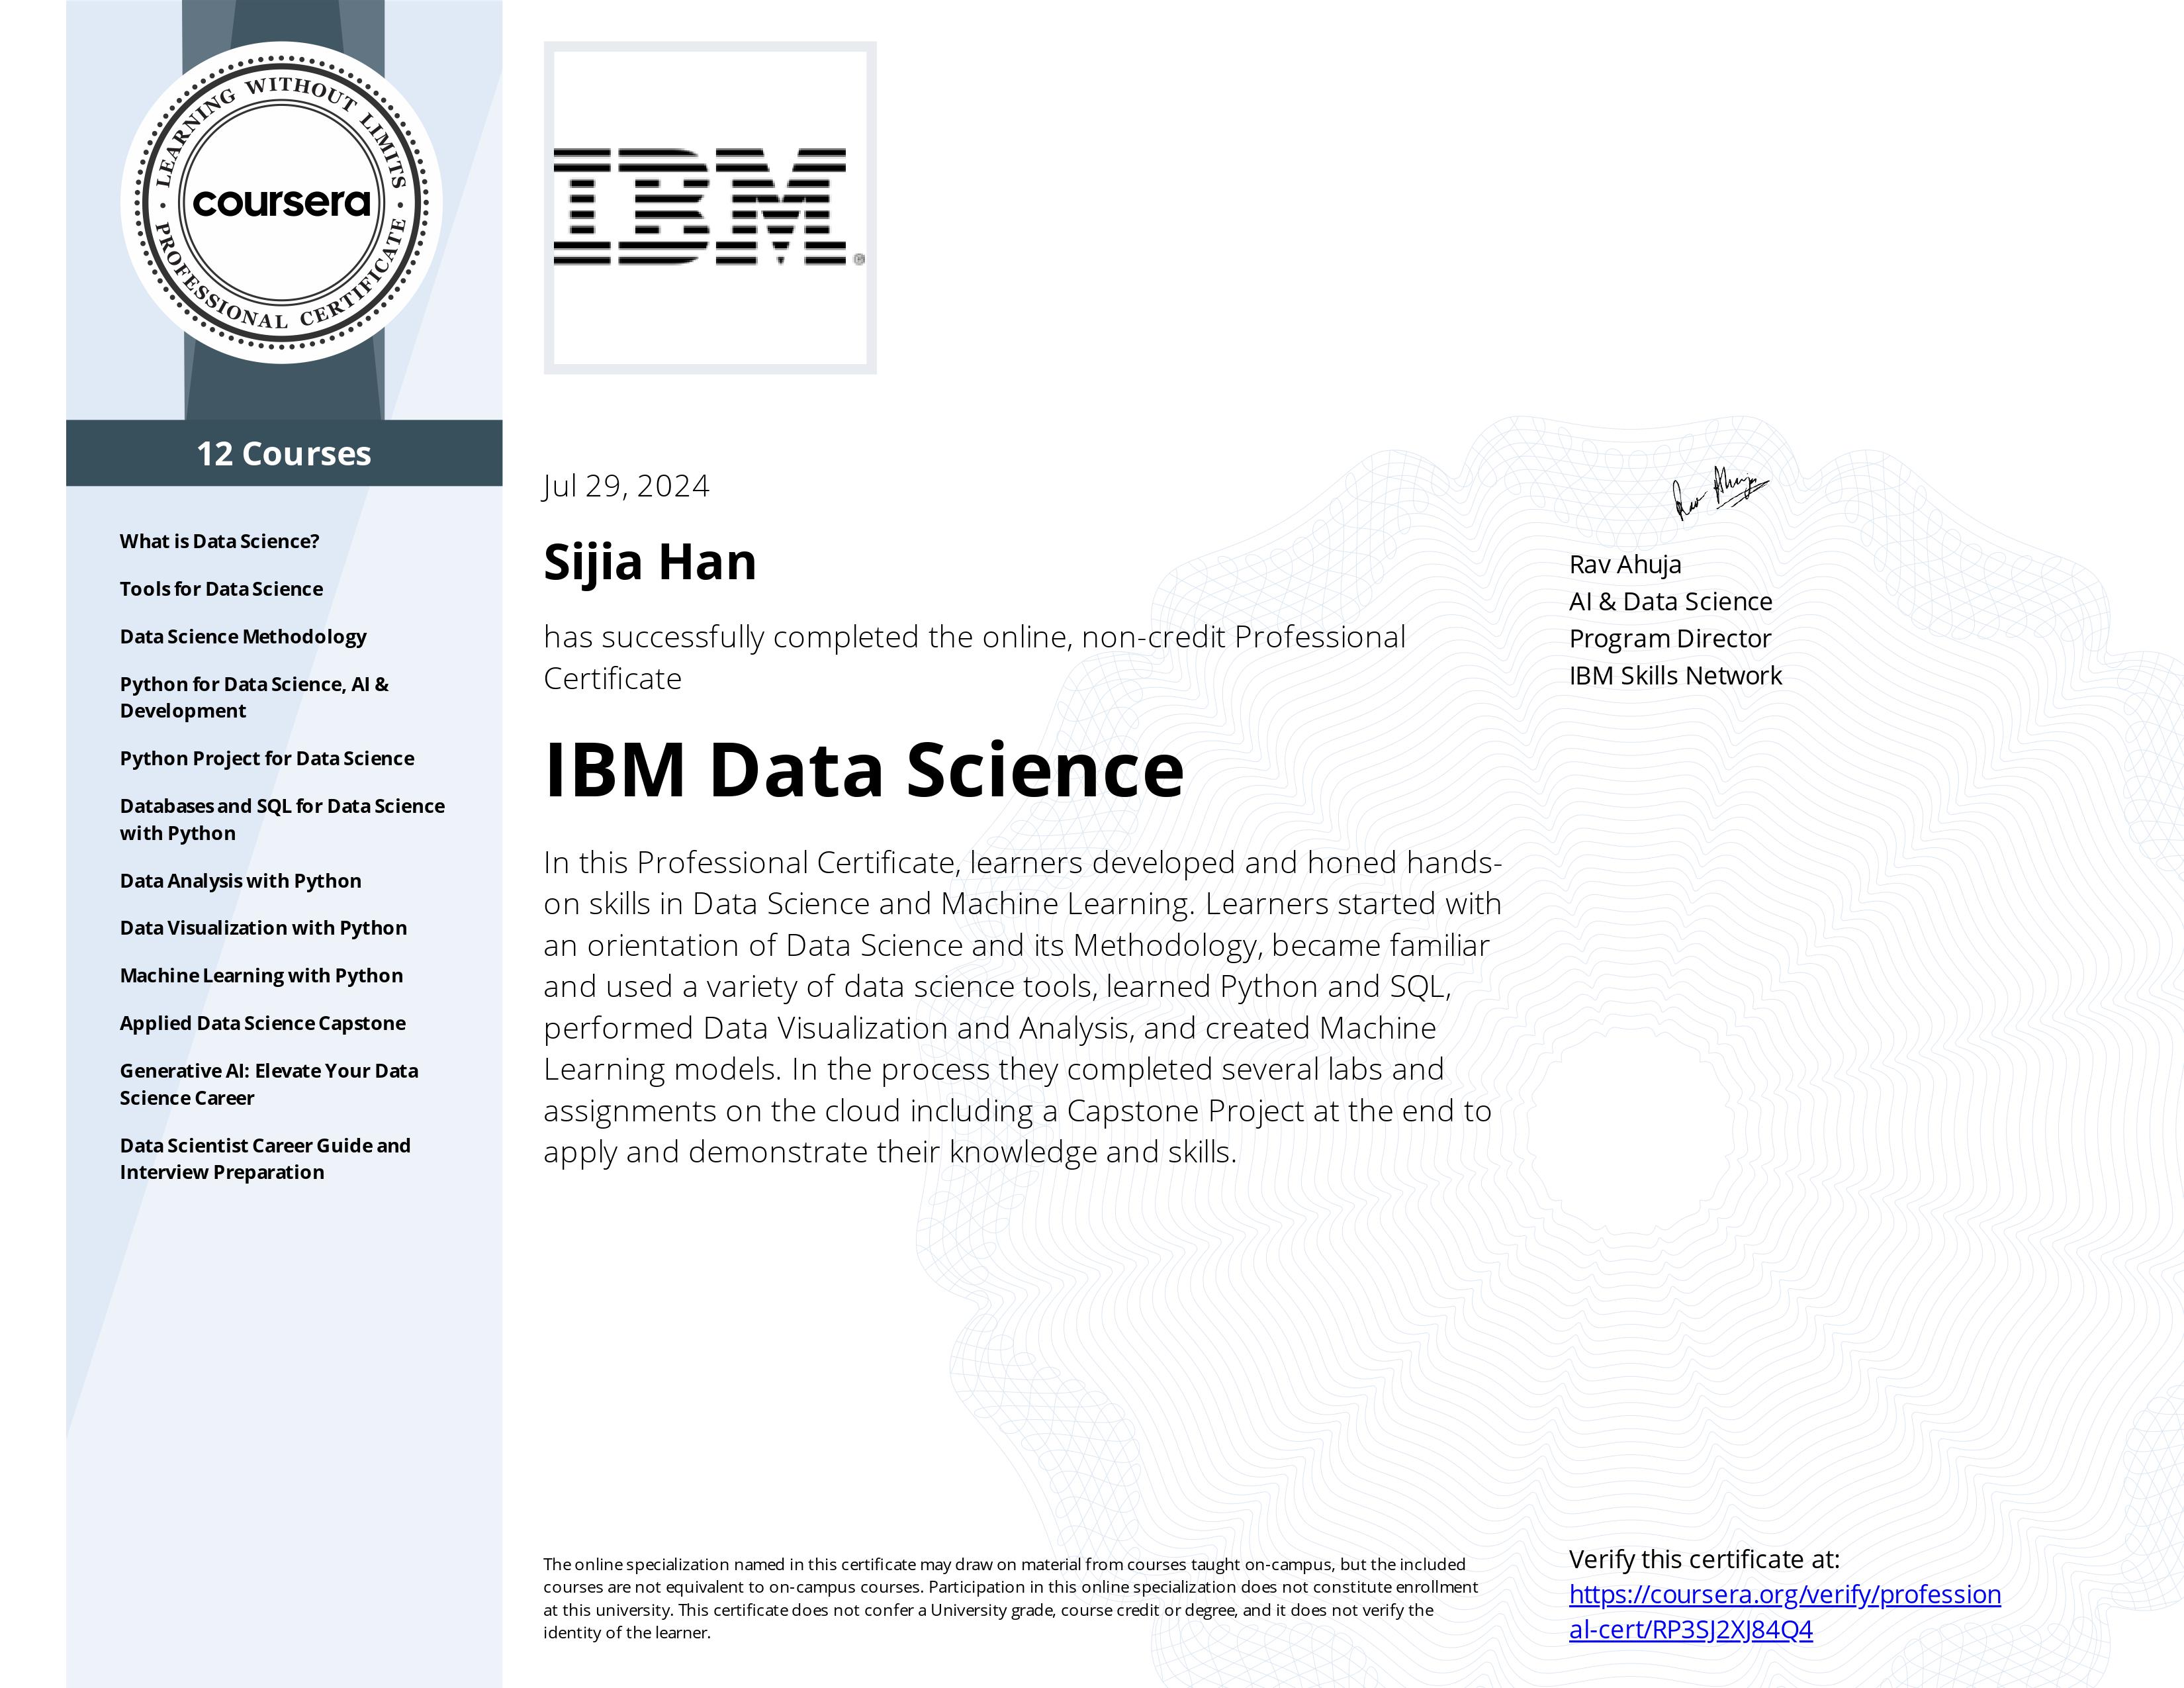 LEARNING WITHOUT LIMITS
coursera
PROFESSIONAL CERTIFICATE
12 Courses
What is Data Science?
Tools for Data Science
Data Science Methodology
Python for Data Science, AI &
Development
Python Project for Data Science
Databases and SQL for Data Science
with Python
Data Analysis with Python
Data Visualization with Python
Machine Learning with Python
Applied Data Science Capstone
Generative AI: Elevate Your Data
Science Career
Data Scientist Career Guide and
Interview Preparation
IBM®
Jul 29, 2024
Sijia Han
has successfully completed the online, non-credit Professional
Certificate
IBM Data Science
In this Professional Certificate, learners developed and honed hands-
on skills in Data Science and Machine Learning. Learners started with
an orientation of Data Science and its Methodology, became familiar
and used a variety of data science tools, learned Python and SQL,
performed Data Visualization and Analysis, and created Machine
Learning models. In the process they completed several labs and
assignments on the cloud including a Capstone Project at the end to
apply and demonstrate their knowledge and skills.
Rav Ahuja
Rav Ahuja
AI & Data Science
Program Director
IBM Skills Network
The online specialization named in this certificate may draw on material from courses taught on-campus, but the included
courses are not equivalent to on-campus courses. Participation in this online specialization does not constitute enrollment
at this university. This certificate does not confer a University grade, course credit or degree, and it does not verify the
identity of the learner.
Verify this certificate at:
https://coursera.org/verify/profession
al-cert/RP3SJ2XJ84Q4